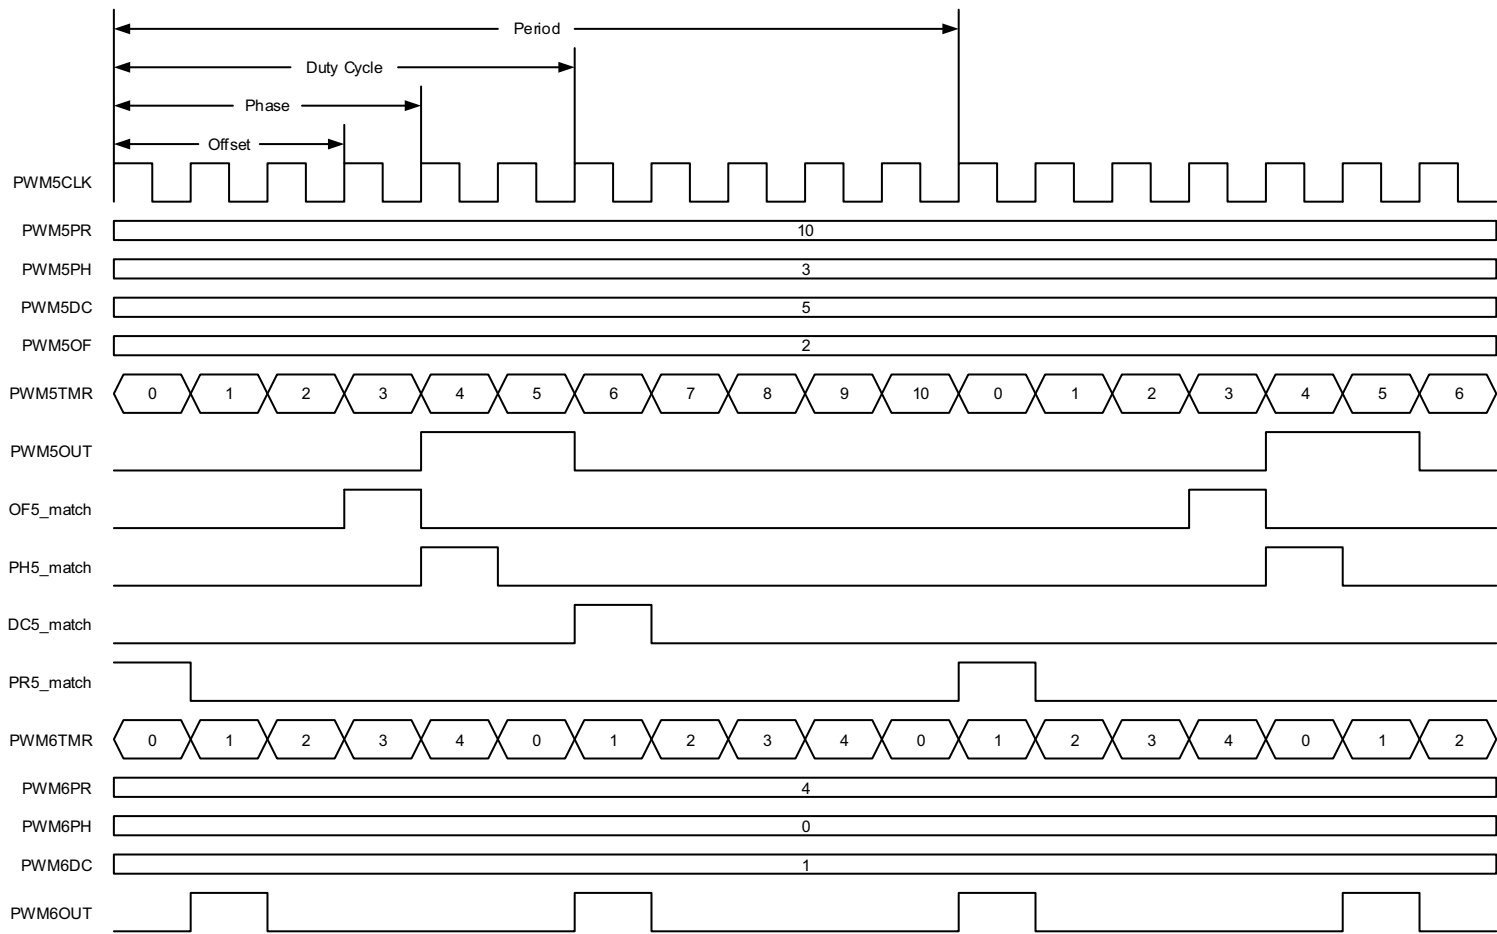 Period
Duty Cycle
Phase
Offset
PWM5CLK
PWM5PR 10
PWM5PH 3
PWM5DC 5
PWM5OF 2
PWM5TMR 0 1 2 3 4 5 6 7 8 9 10 0 1 2 3 4 5 6
PWM5OUT
OF5_match
PH5_match
DC5_match
PR5_match
PWM6TMR 0 1 2 3 4 0 1 2 3 4 0 1 2 3 4 0 1 2
PWM6PR 4
PWM6PH 0
PWM6DC 1
PWM6OUT